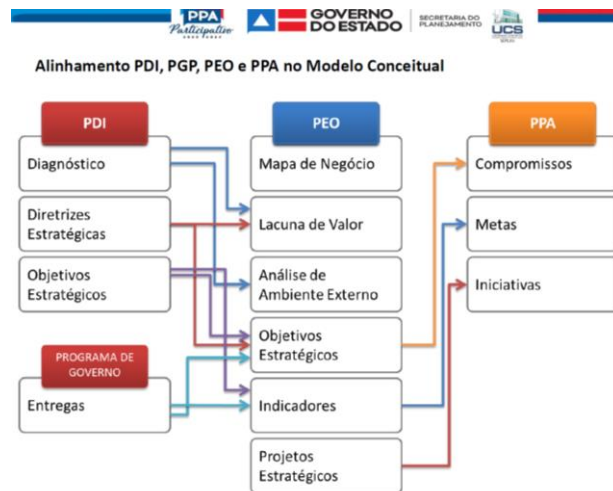 PPA
Participativo
GOVERNO
DO ESTADO
SECRETARIA DO
PLANEJAMENTO
UCS
Alinhamento PDI, PGP, PEO e PPA no Modelo Conceitual
PDI
Diagnóstico
Diretrizes
Estratégicas
Objetivos
Estratégicos
PROGRAMA DE
GOVERNO
Entregas
PEO
Mapa de Negócio
Lacuna de Valor
Análise de
Ambiente Externo
Objetivos
Estratégicos
Indicadores
Projetos
Estratégicos
PPA
Compromissos
Metas
Iniciativas